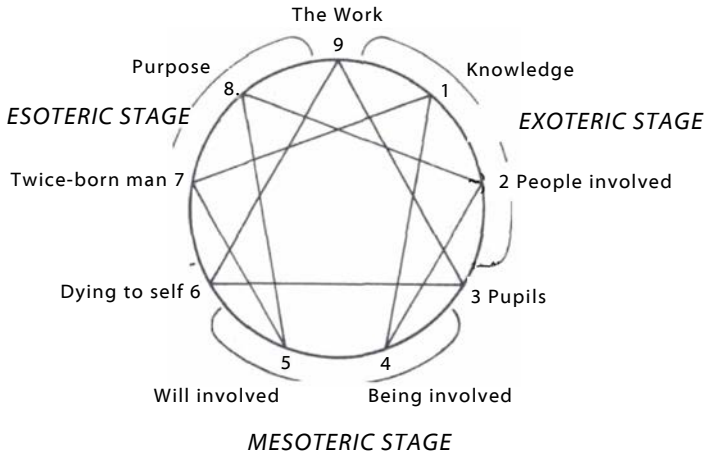 The Work
9
Purpose
Knowledge
8.
1
ESOTERIC STAGE
EXOTERIC STAGE
Twice-born man 7
2 People involved
Dying to self 6
3 Pupils
5
4
Will involved
Being involved
MESOTERIC STAGE